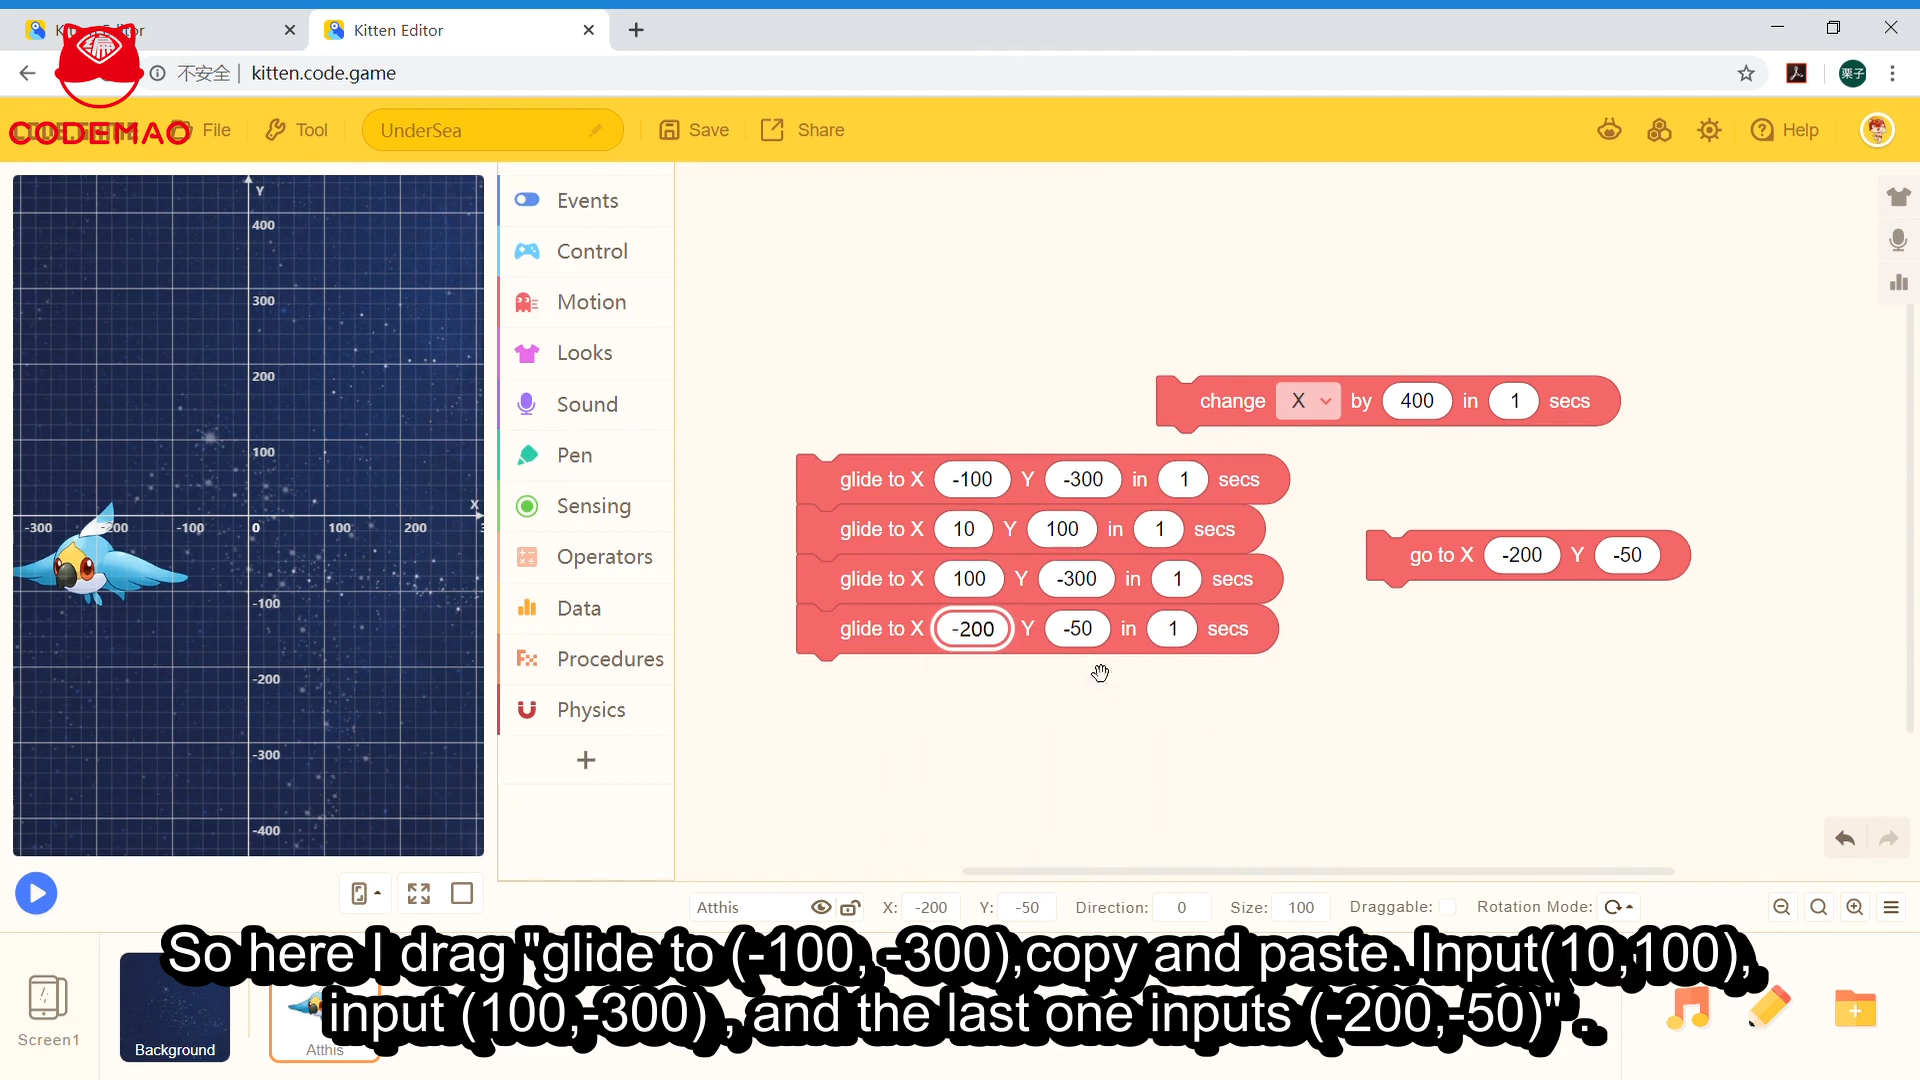 Kitten Editor
不安全 | kitten.code.game
栗子
编
CODEMAO
File
Tool
UnderSea
Save
Share
Help
Y
400
300
200
100
X
-300 -200 -100 0 100 200 3
-100
-200
-300
-400
Events
Control
Motion
Looks
Sound
Pen
Sensing
Operators
Data
Procedures
Physics
change X by 400 in 1 secs
glide to X -100 Y -300 in 1 secs
glide to X 10 Y 100 in 1 secs
glide to X 100 Y -300 in 1 secs
glide to X -200 Y -50 in 1 secs
go to X -200 Y -50
Atthis X: -200 Y: -50 Direction: 0 Size: 100 Draggable: Rotation Mode:
So here I drag "glide to (-100, -300),copy and paste. Input(10,100),
input (100,-300) , and the last one inputs (-200,-50)" .
Screen1
Background
Atthis